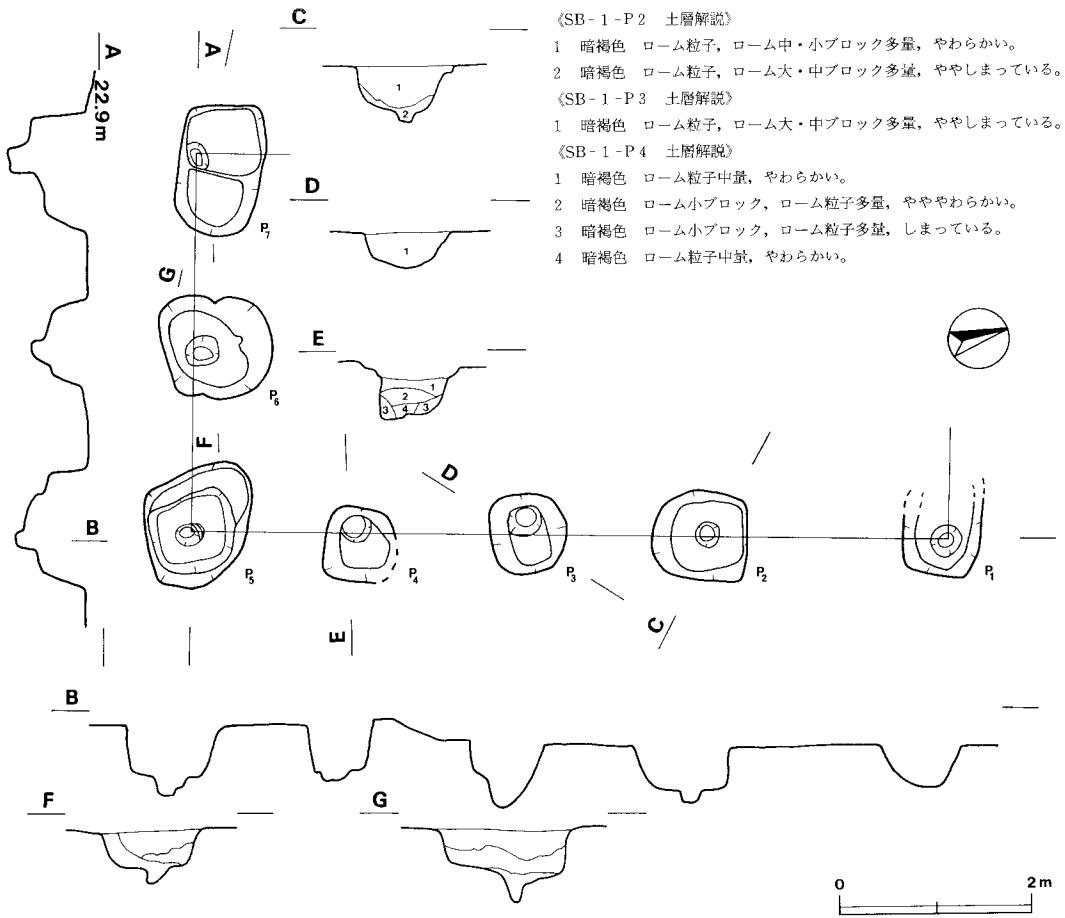 《SB-1-P2 土層解説》
1 暗褐色 ローム粒子，ローム中・小ブロック多量，やわらかい。
2 暗褐色 ローム粒子，ローム大・中ブロック多量，ややしまっている。
《SB-1-P3 土層解説》
1 暗褐色 ローム粒子，ローム大・中ブロック多量，ややしまっている。
《SB-1-P4 土層解説》
1 暗褐色 ローム粒子中量，やわらかい。
2 暗褐色 ローム小ブロック，ローム粒子多量，やややわらかい。
3 暗褐色 ローム小ブロック，ローム粒子多量，しまっている。
4 暗褐色 ローム粒子中量，やわらかい。
A 22.9m
A
C
1
2
P7
D
1
G
P6
E
1
2
3 4 3
F
D
B
P5
P4
P3
P2
P1
E
C
B
F
G
0 2m